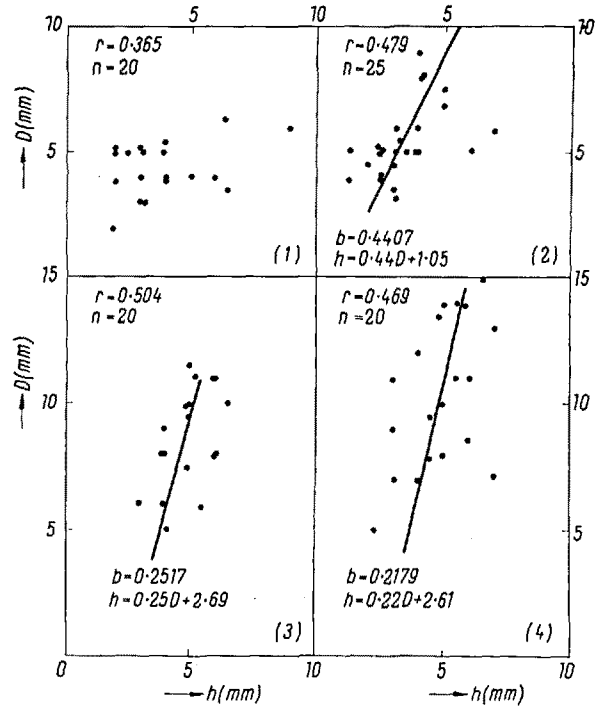 5
5
10
10
r=0.365
n=20
r=0.479
n=25
D(mm)
5
5
b=0.4407
h=0.44D+1.05
(1)
(2)
15
15
r=0.504
n=20
r=0.469
n=20
D(mm)
10
10
5
5
b=0.2517
h=0.25D+2.69
b=0.2179
h=0.22D+2.61
(3)
(4)
0
5
10
5
10
h(mm)
h(mm)